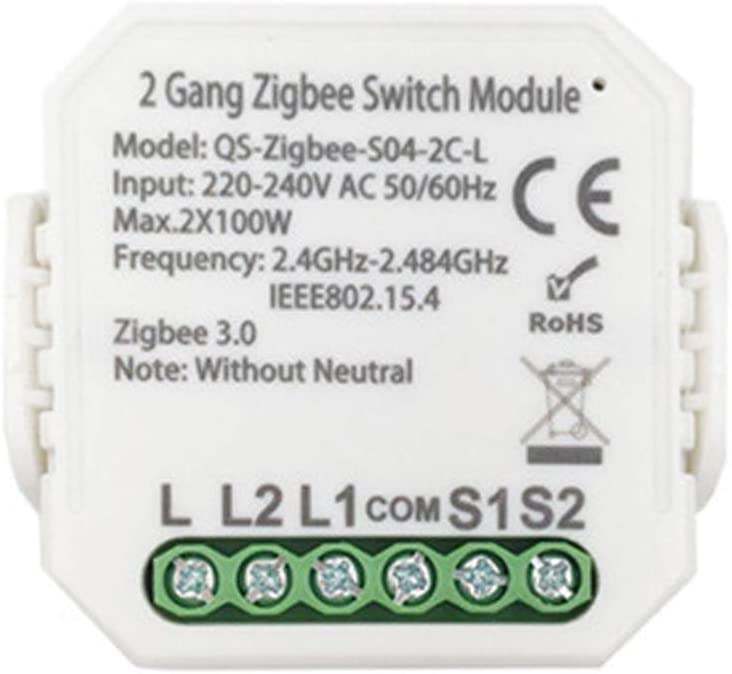 2 Gang Zigbee Switch Module
Model: QS-Zigbee-S04-2C-L
Input: 220-240V AC 50/60Hz
Max.2X100W
Frequency: 2.4GHz-2.484GHz
IEEE802.15.4
Zigbee 3.0
Note: Without Neutral
CE
RoHS
L L2 L1 COM S1 S2